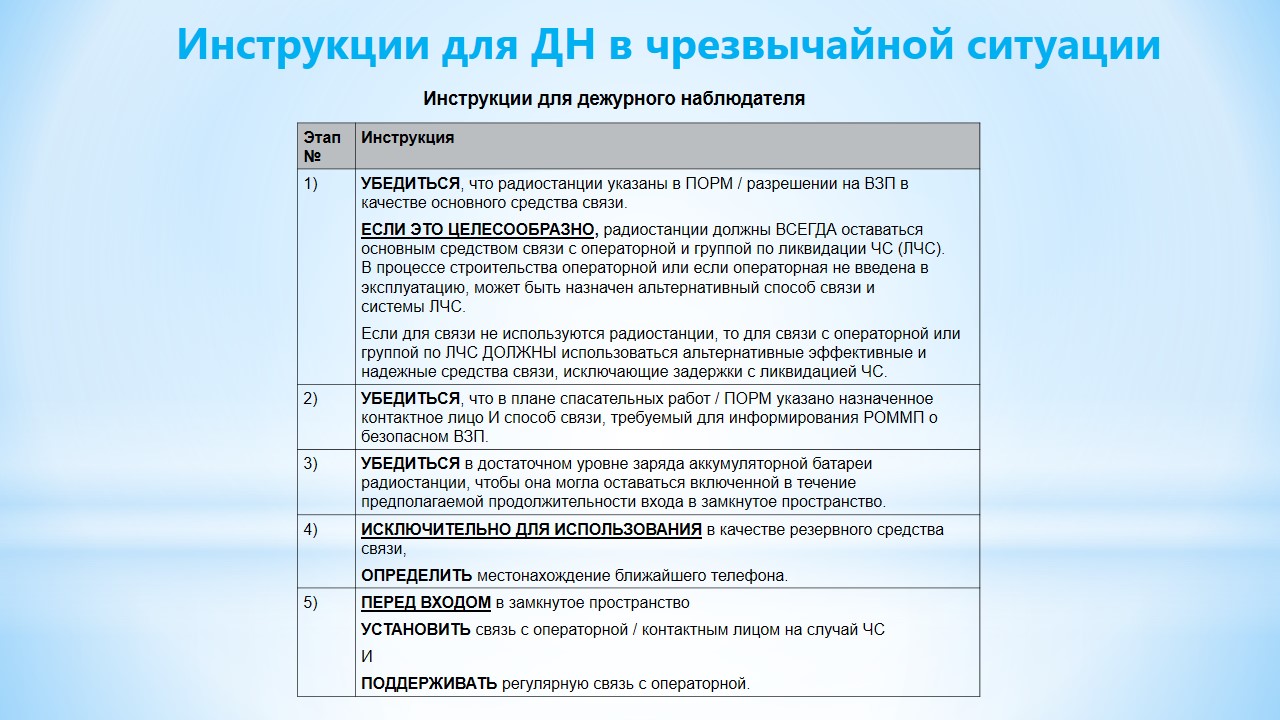 Инструкции для ДН в чрезвычайной ситуации
Инструкции для дежурного наблюдателя
Этап №
Инструкция
1)
УБЕДИТЬСЯ, что радиостанции указаны в ПОРМ / разрешении на ВЗП в
качестве основного средства связи.
ЕСЛИ ЭТО ЦЕЛЕСООБРАЗНО, радиостанции должны ВСЕГДА оставаться
основным средством связи с операторной и группой по ликвидации ЧС (ЛЧС).
В процессе строительства операторной или если операторная не введена в
эксплуатацию, может быть назначен альтернативный способ связи и
системы ЛЧС.
Если для связи не используются радиостанции, то для связи с операторной или
группой по ЛЧС ДОЛЖНЫ использоваться альтернативные эффективные и
надежные средства связи, исключающие задержки с ликвидацией ЧС.
2)
УБЕДИТЬСЯ, что в плане спасательных работ / ПОРМ указано назначенное
контактное лицо И способ связи, требуемый для информирования РОММП о
безопасном ВЗП.
3)
УБЕДИТЬСЯ в достаточном уровне заряда аккумуляторной батареи
радиостанции, чтобы она могла оставаться включенной в течение
предполагаемой продолжительности входа в замкнутое пространство.
4)
ИСКЛЮЧИТЕЛЬНО ДЛЯ ИСПОЛЬЗОВАНИЯ в качестве резервного средства
связи,
ОПРЕДЕЛИТЬ местонахождение ближайшего телефона.
5)
ПЕРЕД ВХОДОМ в замкнутое пространство
УСТАНОВИТЬ связь с операторной / контактным лицом на случай ЧС
И
ПОДДЕРЖИВАТЬ регулярную связь с операторной.